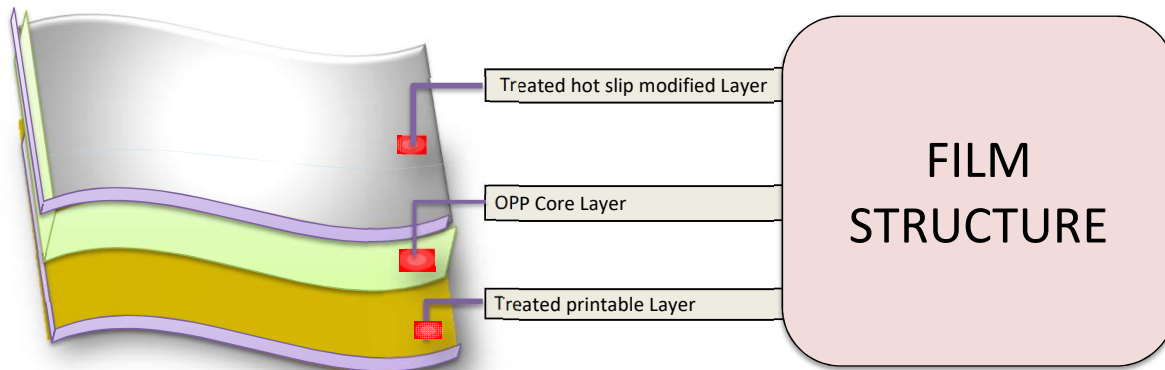 Treated hot slip modified Layer
OPP Core Layer
Treated printable Layer
FILM
STRUCTURE